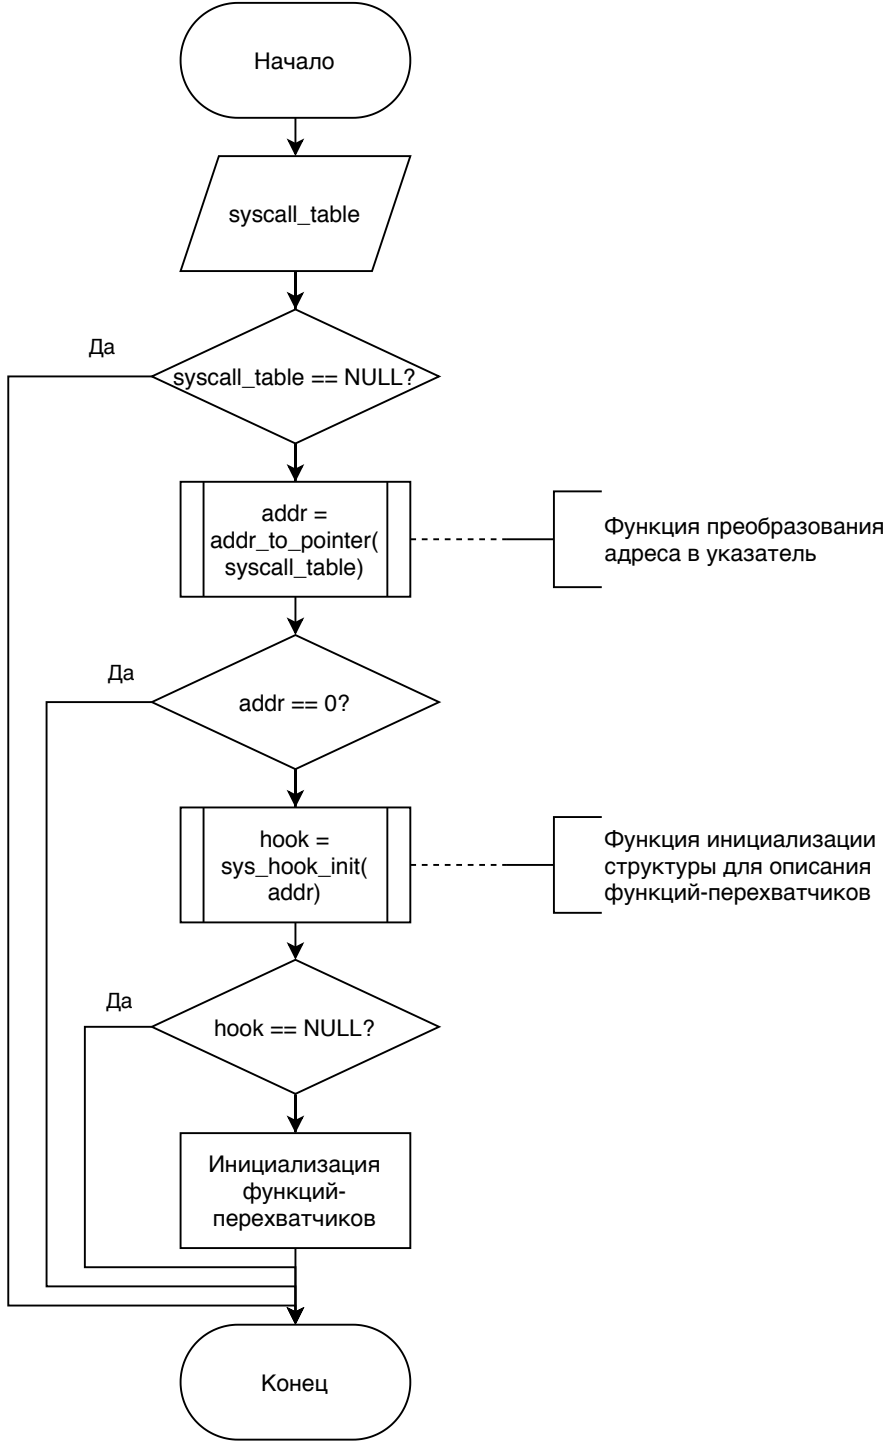 Начало
syscall_table
Да
syscall_table == NULL?
addr =
addr_to_pointer(
syscall_table)
Функция преобразования
адреса в указатель
Да
addr == 0?
hook =
sys_hook_init(
addr)
Функция инициализации
структуры для описания
функций-перехватчиков
Да
hook == NULL?
Инициализация
функций-
перехватчиков
Конец